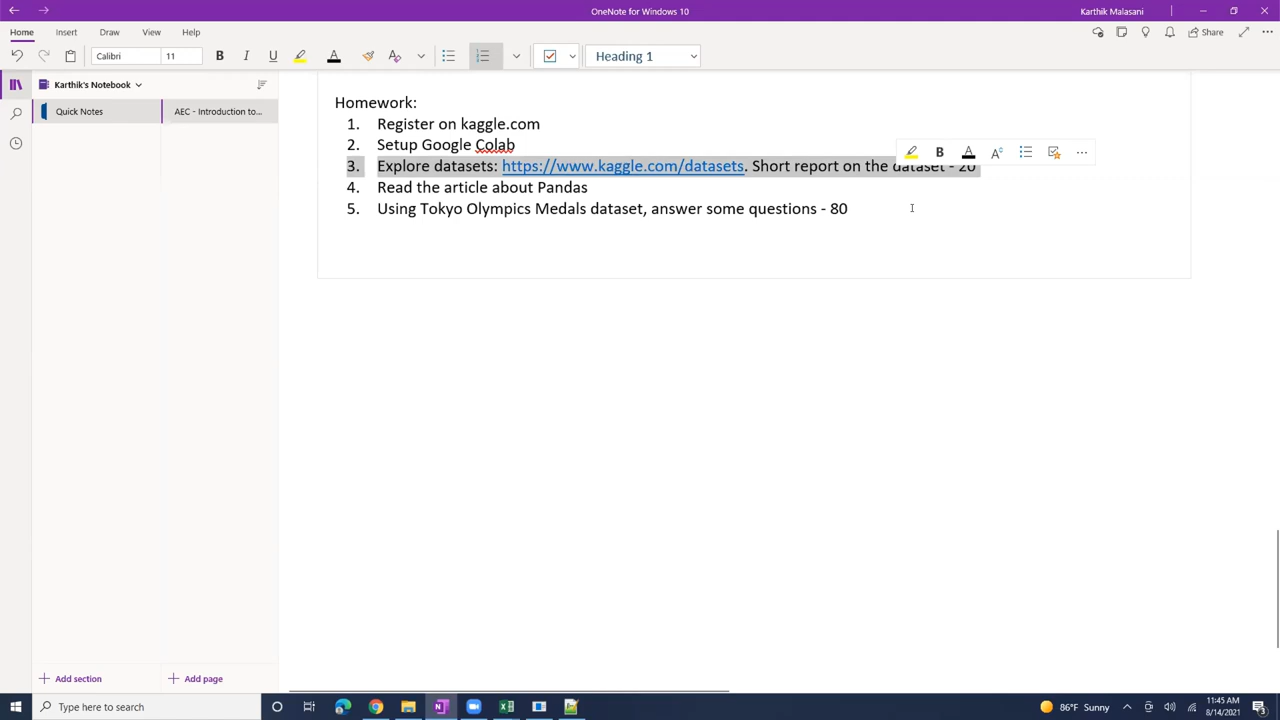 OneNote for Windows 10
Karthik Malasani
Home Insert Draw View Help
Share
Calibri 11 B I U A Heading 1
Karthik's Notebook
Quick Notes
AEC - Introduction to...
Homework:
1. Register on kaggle.com
2. Setup Google Colab
3. Explore datasets: https://www.kaggle.com/datasets. Short report on the dataset - 20
4. Read the article about Pandas
5. Using Tokyo Olympics Medals dataset, answer some questions - 80
B A A
Add section
Add page
Type here to search
86°F Sunny
11:45 AM
8/14/2021
3